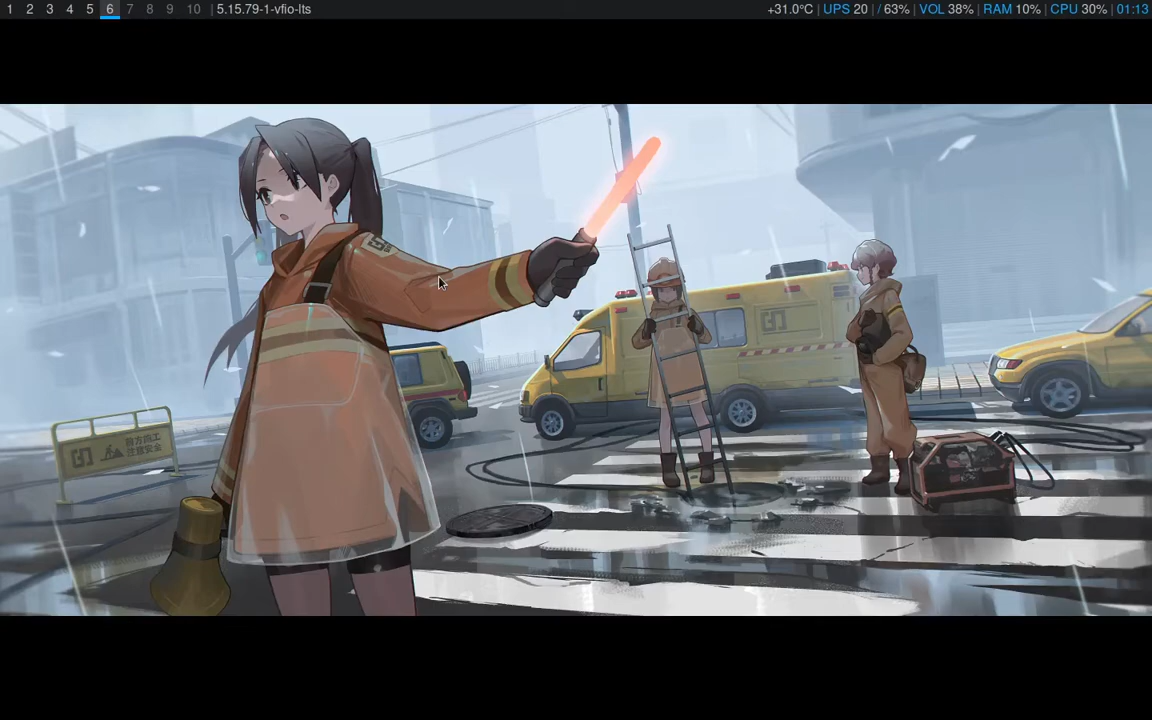 1 2 3 4 5 6 7 8 9 10 | 5.15.79-1-vfio-lts
+31.0°C | UPS 20 | / 63% | VOL 38% | RAM 10% | CPU 30% | 01:13
前方施工
注意安全